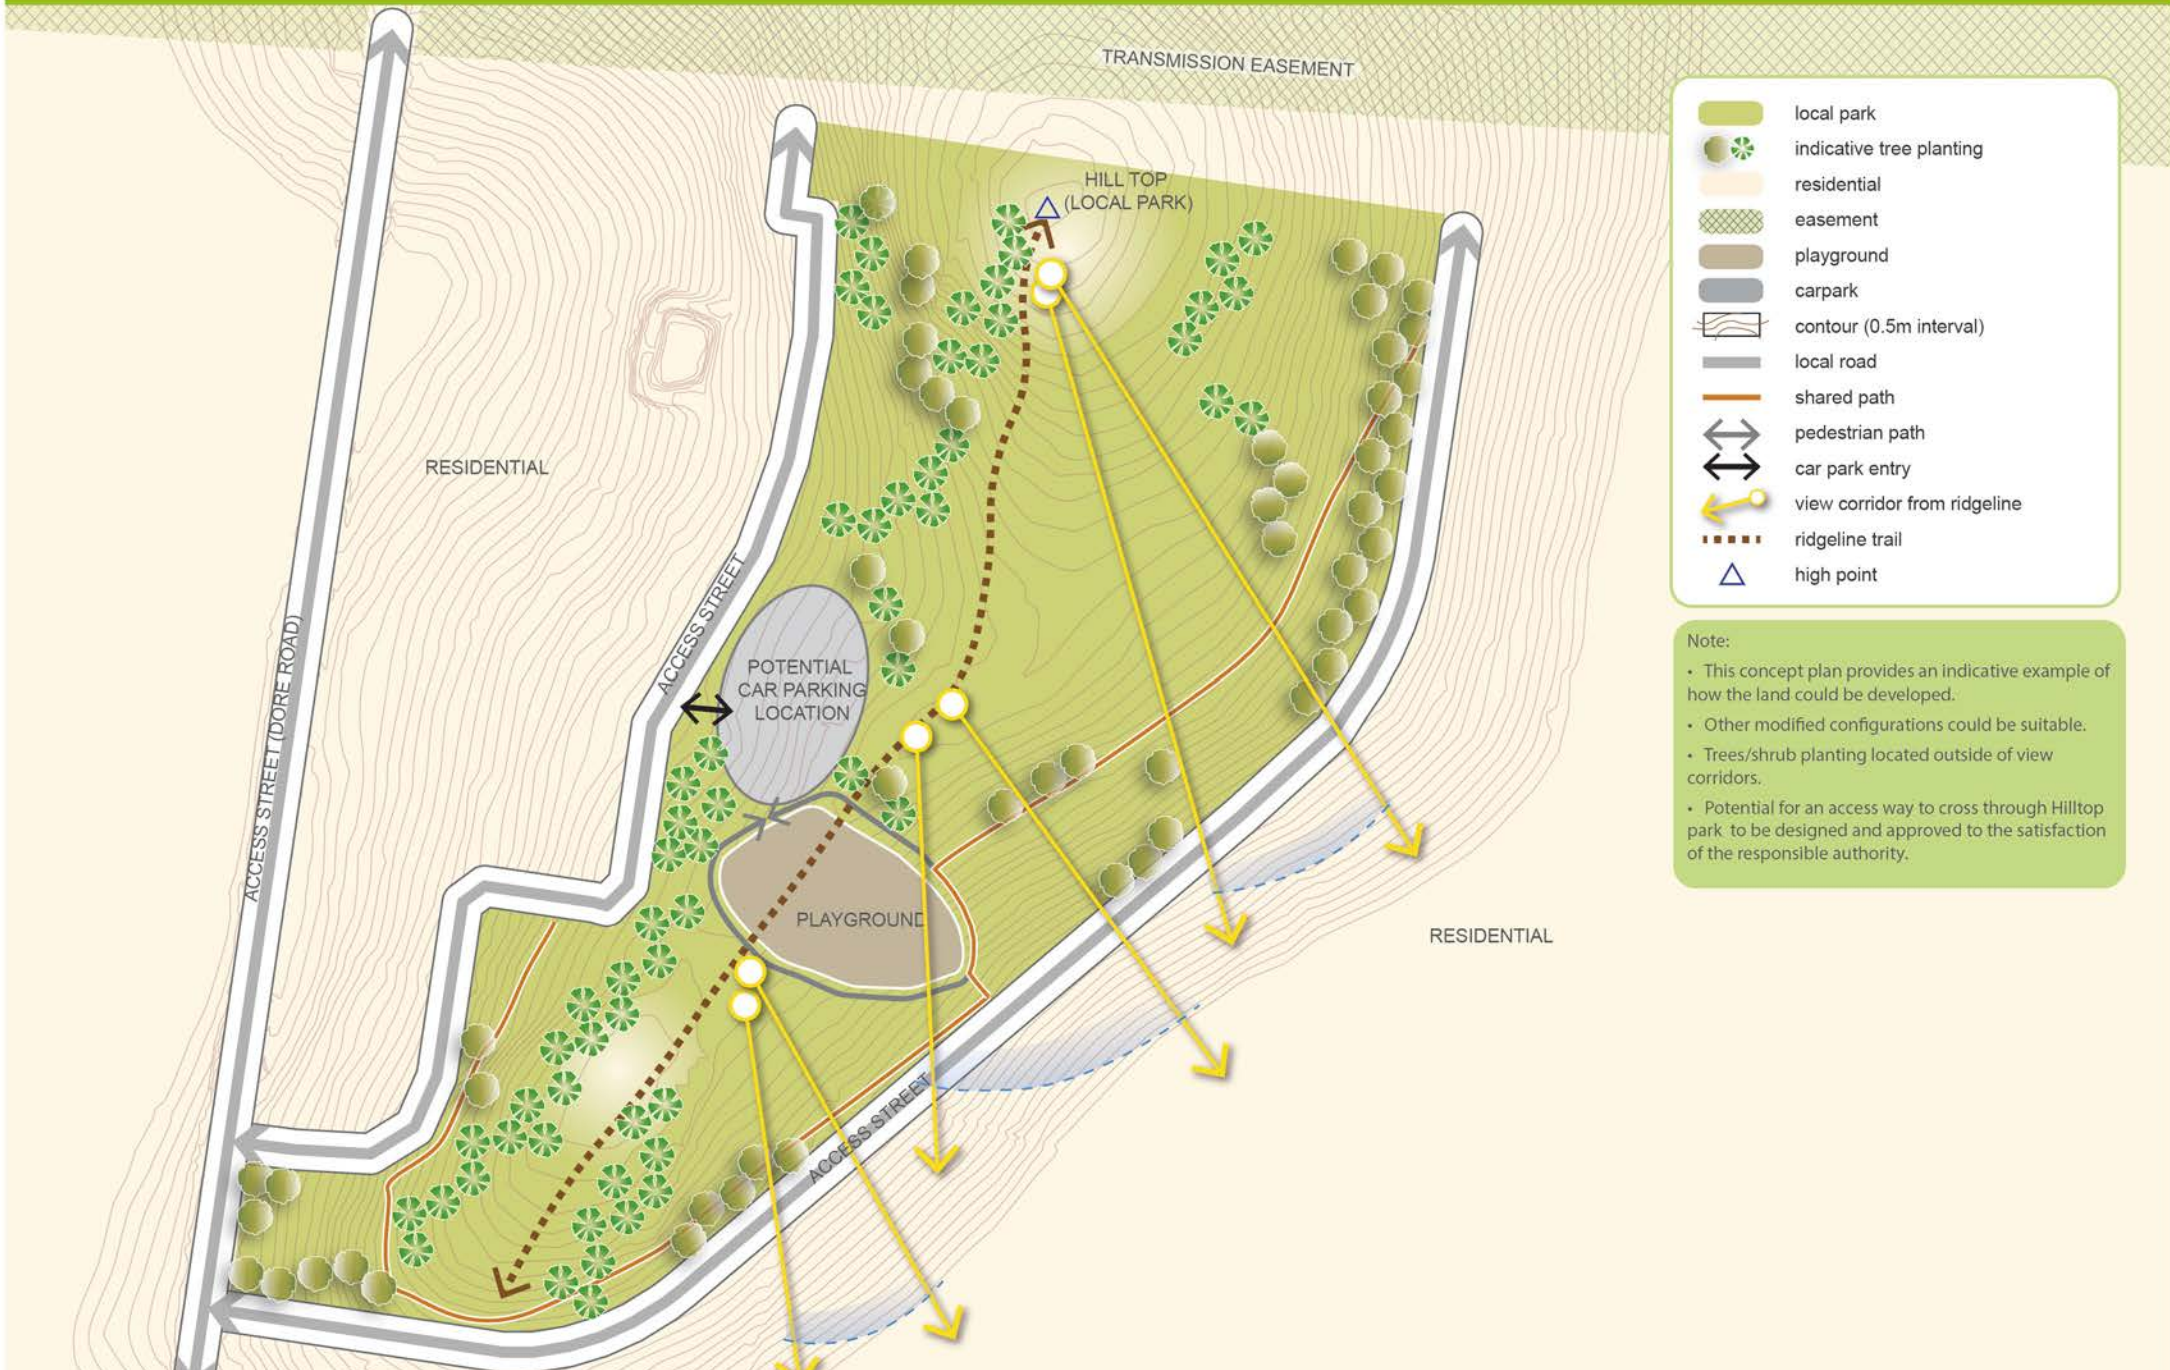 TRANSMISSION EASEMENT
HILL TOP
(LOCAL PARK)
RESIDENTIAL
ACCESS STREET
POTENTIAL
CAR PARKING
LOCATION
ACCESS STREET (DORE ROAD)
PLAYGROUND
RESIDENTIAL
ACCESS STREET
local park
indicative tree planting
residential
easement
playground
carpark
contour (0.5m interval)
local road
shared path
pedestrian path
car park entry
view corridor from ridgeline
ridgeline trail
high point
Note:
• This concept plan provides an indicative example of
how the land could be developed.
• Other modified configurations could be suitable.
• Trees/shrub planting located outside of view
corridors.
• Potential for an access way to cross through Hilltop
park to be designed and approved to the satisfaction
of the responsible authority.